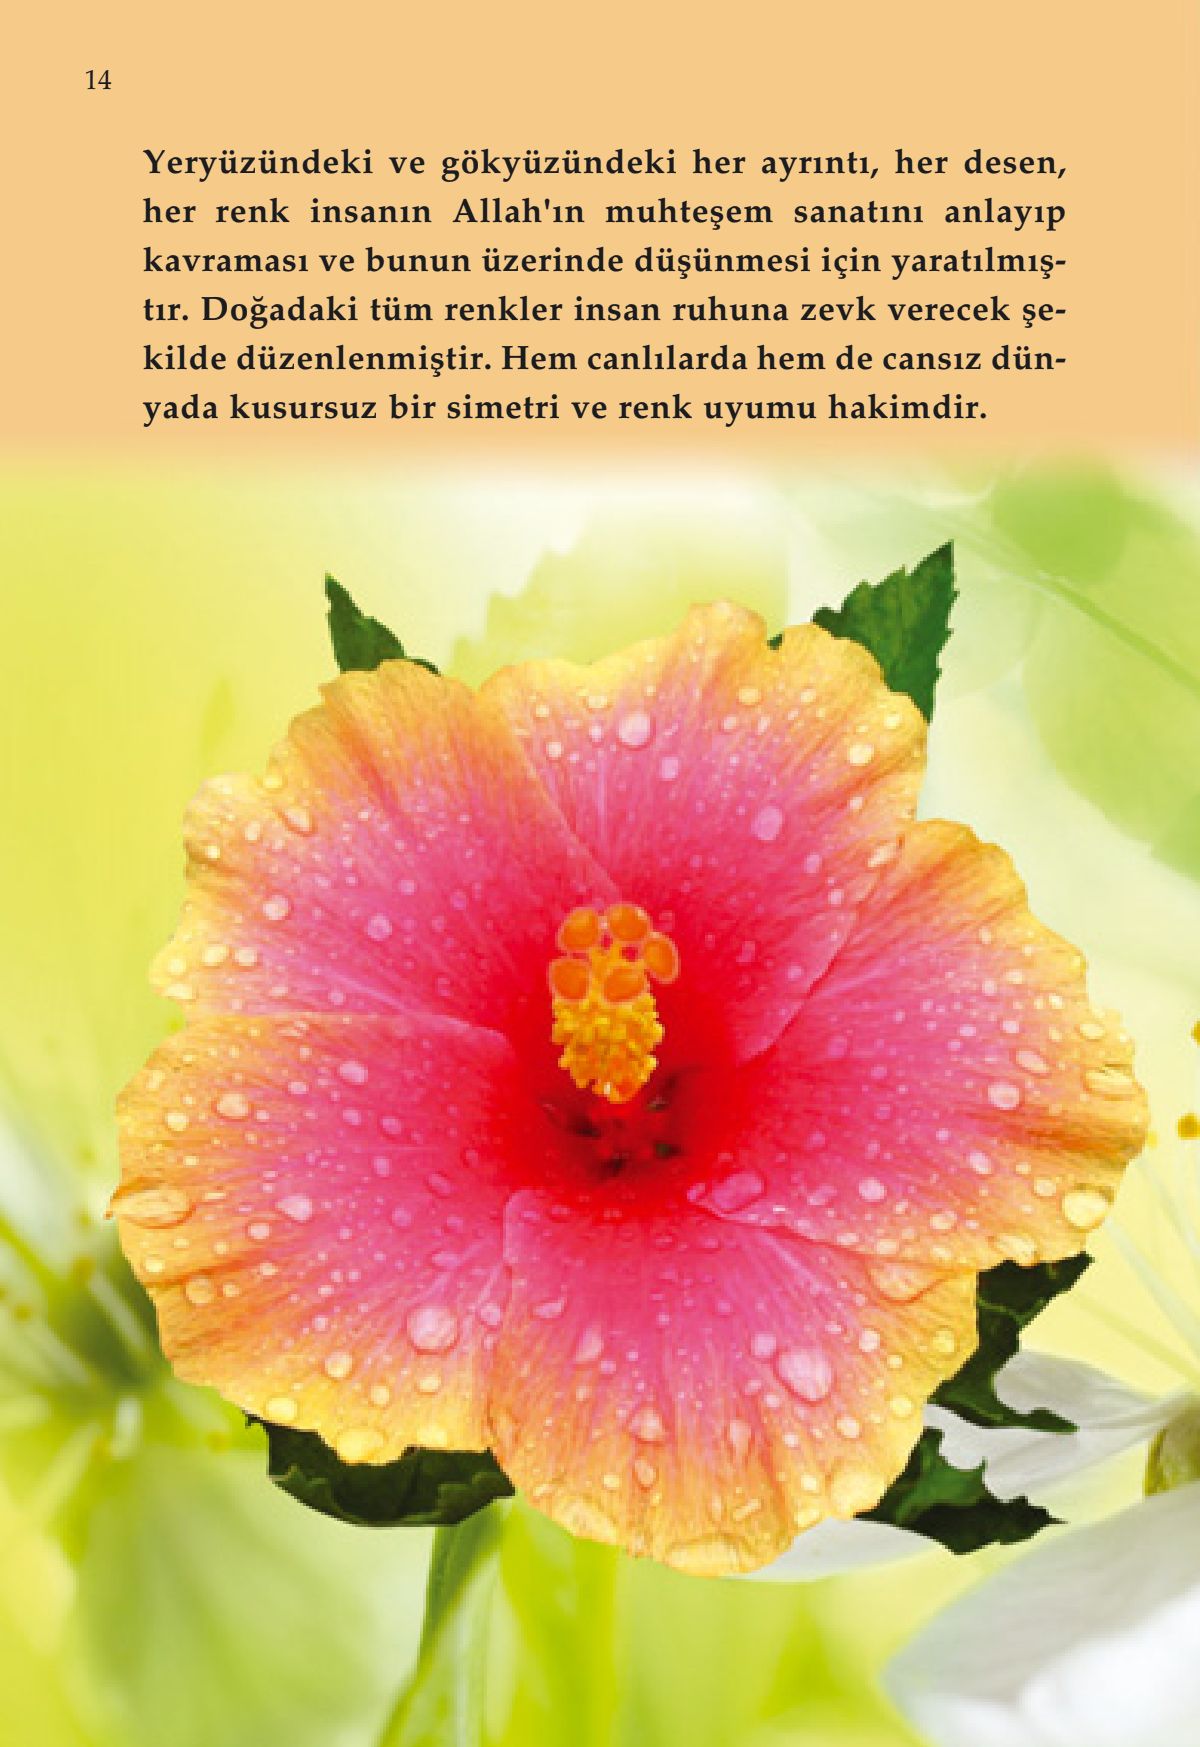 14
Yeryüzündeki ve gökyüzündeki her ayrıntı, her desen,
her renk insanın Allah'ın muhteşem sanatını anlayıp
kavraması ve bunun üzerinde düşünmesi için yaratılmış-
tır. Doğadaki tüm renkler insan ruhuna zevk verecek şe-
kilde düzenlenmiştir. Hem canlılarda hem de cansız dün-
yada kusursuz bir simetri ve renk uyumu hakimdir.